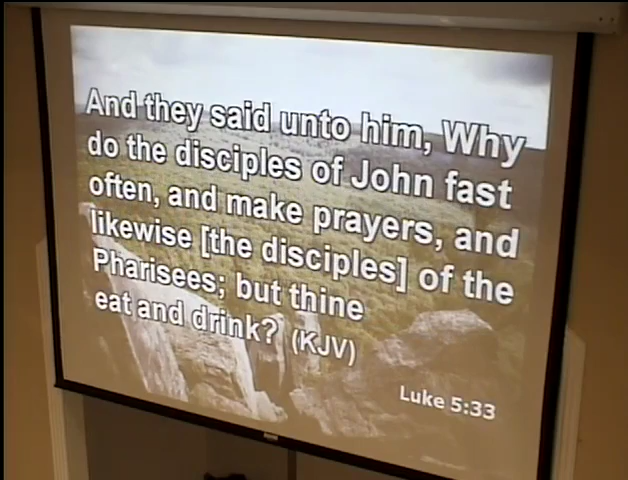 And they said unto him, Why
do the disciples of John fast
often, and make prayers, and
likewise [the disciples] of the
Pharisees; but thine
eat and drink? (KJV)
Luke 5:33